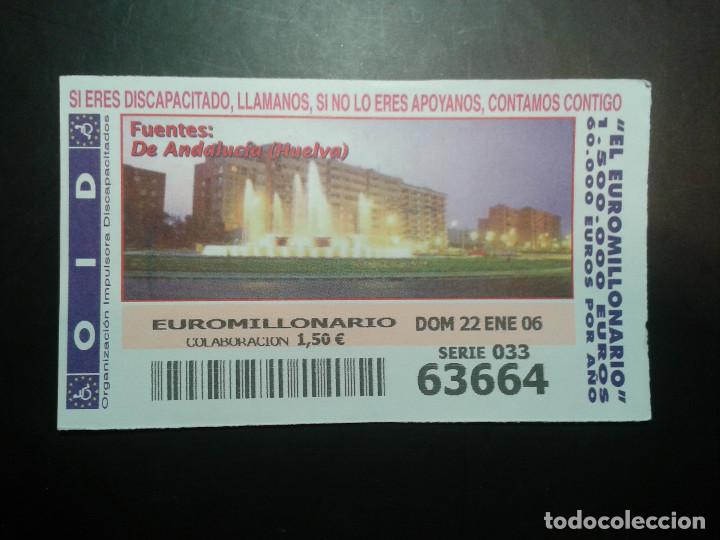 SI ERES DISCAPACITADO, LLAMANOS, SI NO LO ERES APOYANOS, CONTAMOS CONTIGO
OID
Organización Impulsora Discapacitados
Fuentes:
De Andalucía (Huelva)
"EL EUROMILLONARIO"
1.500.000 EUROS
60.000 EUROS POR AÑO
EUROMILLONARIO
COLABORACION 1,50 €
DOM 22 ENE 06
SERIE 033
63664
todocoleccion.net